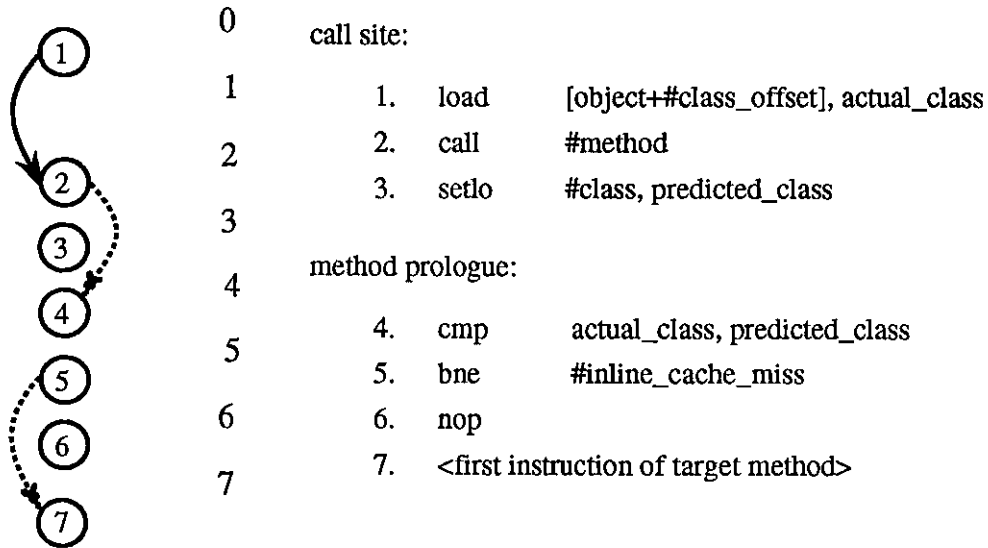 1
2
3
4
5
6
7
0
1
2
3
4
5
6
7
call site:
1. load [object+#class_offset], actual_class
2. call #method
3. setlo #class, predicted_class
method prologue:
4. cmp actual_class, predicted_class
5. bne #inline_cache_miss
6. nop
7. <first instruction of target method>